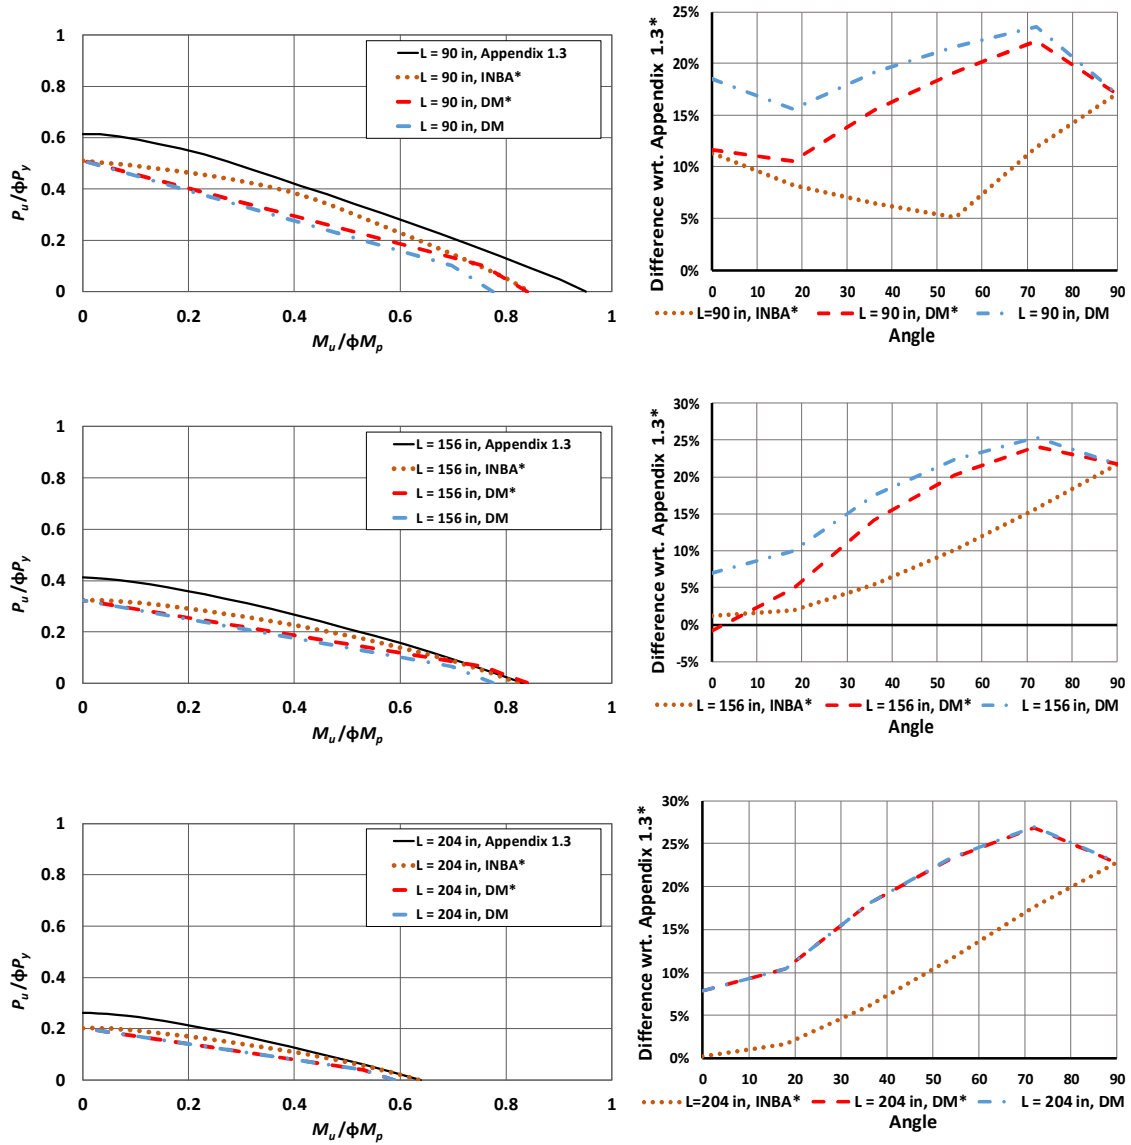 1
0.8
0.6
0.4
0.2
0
0
0.2
0.4
0.6
0.8
1
Pu/ϕPy
Mu/ϕMp
L = 90 in, Appendix 1.3
L = 90 in, INBA*
L = 90 in, DM*
L = 90 in, DM
25%
20%
15%
10%
5%
0%
0 10 20 30 40 50 60 70 80 90
Difference wrt. Appendix 1.3*
L=90 in, INBA* L = 90 in, DM* L = 90 in, DM
Angle
1
0.8
0.6
0.4
0.2
0
0
0.2
0.4
0.6
0.8
1
Pu/ϕPy
Mu/ϕMp
L = 156 in, Appendix 1.3
L = 156 in, INBA*
L = 156 in, DM*
L = 156 in, DM
30%
25%
20%
15%
10%
5%
0%
-5%
0 10 20 30 40 50 60 70 80 90
Difference wrt. Appendix 1.3*
L = 156 in, INBA* L = 156 in, DM* L = 156 in, DM
Angle
1
0.8
0.6
0.4
0.2
0
0
0.2
0.4
0.6
0.8
1
Pu/ϕPy
Mu/ϕMp
L = 204 in, Appendix 1.3
L = 204 in, INBA*
L = 204 in, DM*
L = 204 in, DM
30%
25%
20%
15%
10%
5%
0%
0 10 20 30 40 50 60 70 80 90
Difference wrt. Appendix 1.3*
L=204 in, INBA* L = 204 in, DM* L = 204 in, DM
Angle